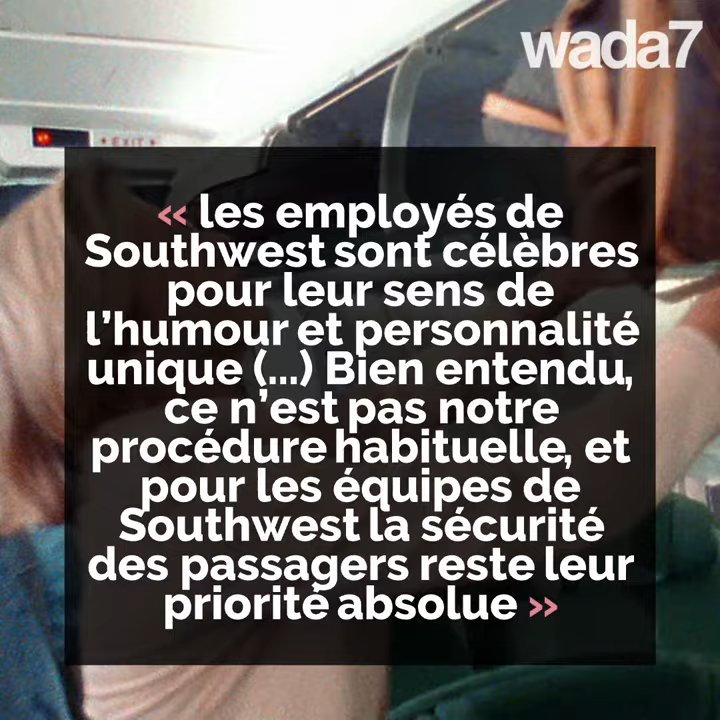 wada7
• EXIT •
« les employés de
Southwest sont célèbres
pour leur sens de
l’humour et personnalité
unique (...) Bien entendu,
ce n’est pas notre
procédure habituelle, et
pour les équipes de
Southwest la sécurité
des passagers reste leur
priorité absolue »